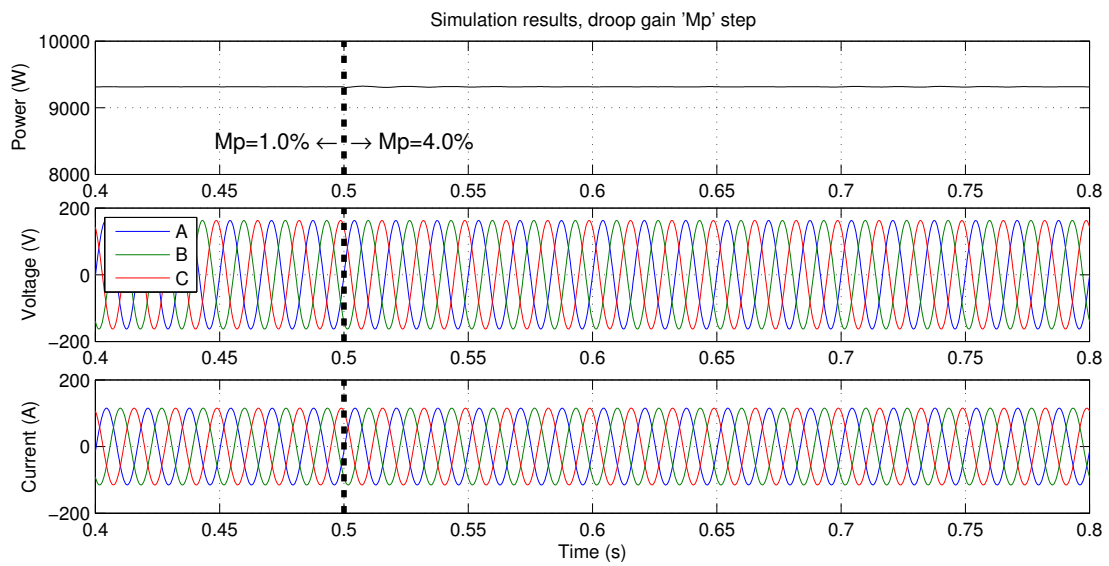 Simulation results, droop gain 'Mp' step
Power (W)
10000
9000
8000
Mp=1.0% ← → Mp=4.0%
0.4 0.45 0.5 0.55 0.6 0.65 0.7 0.75 0.8
Voltage (V)
200
0
−200
A
B
C
0.4 0.45 0.5 0.55 0.6 0.65 0.7 0.75 0.8
Current (A)
200
0
−200
0.4 0.45 0.5 0.55 0.6 0.65 0.7 0.75 0.8
Time (s)